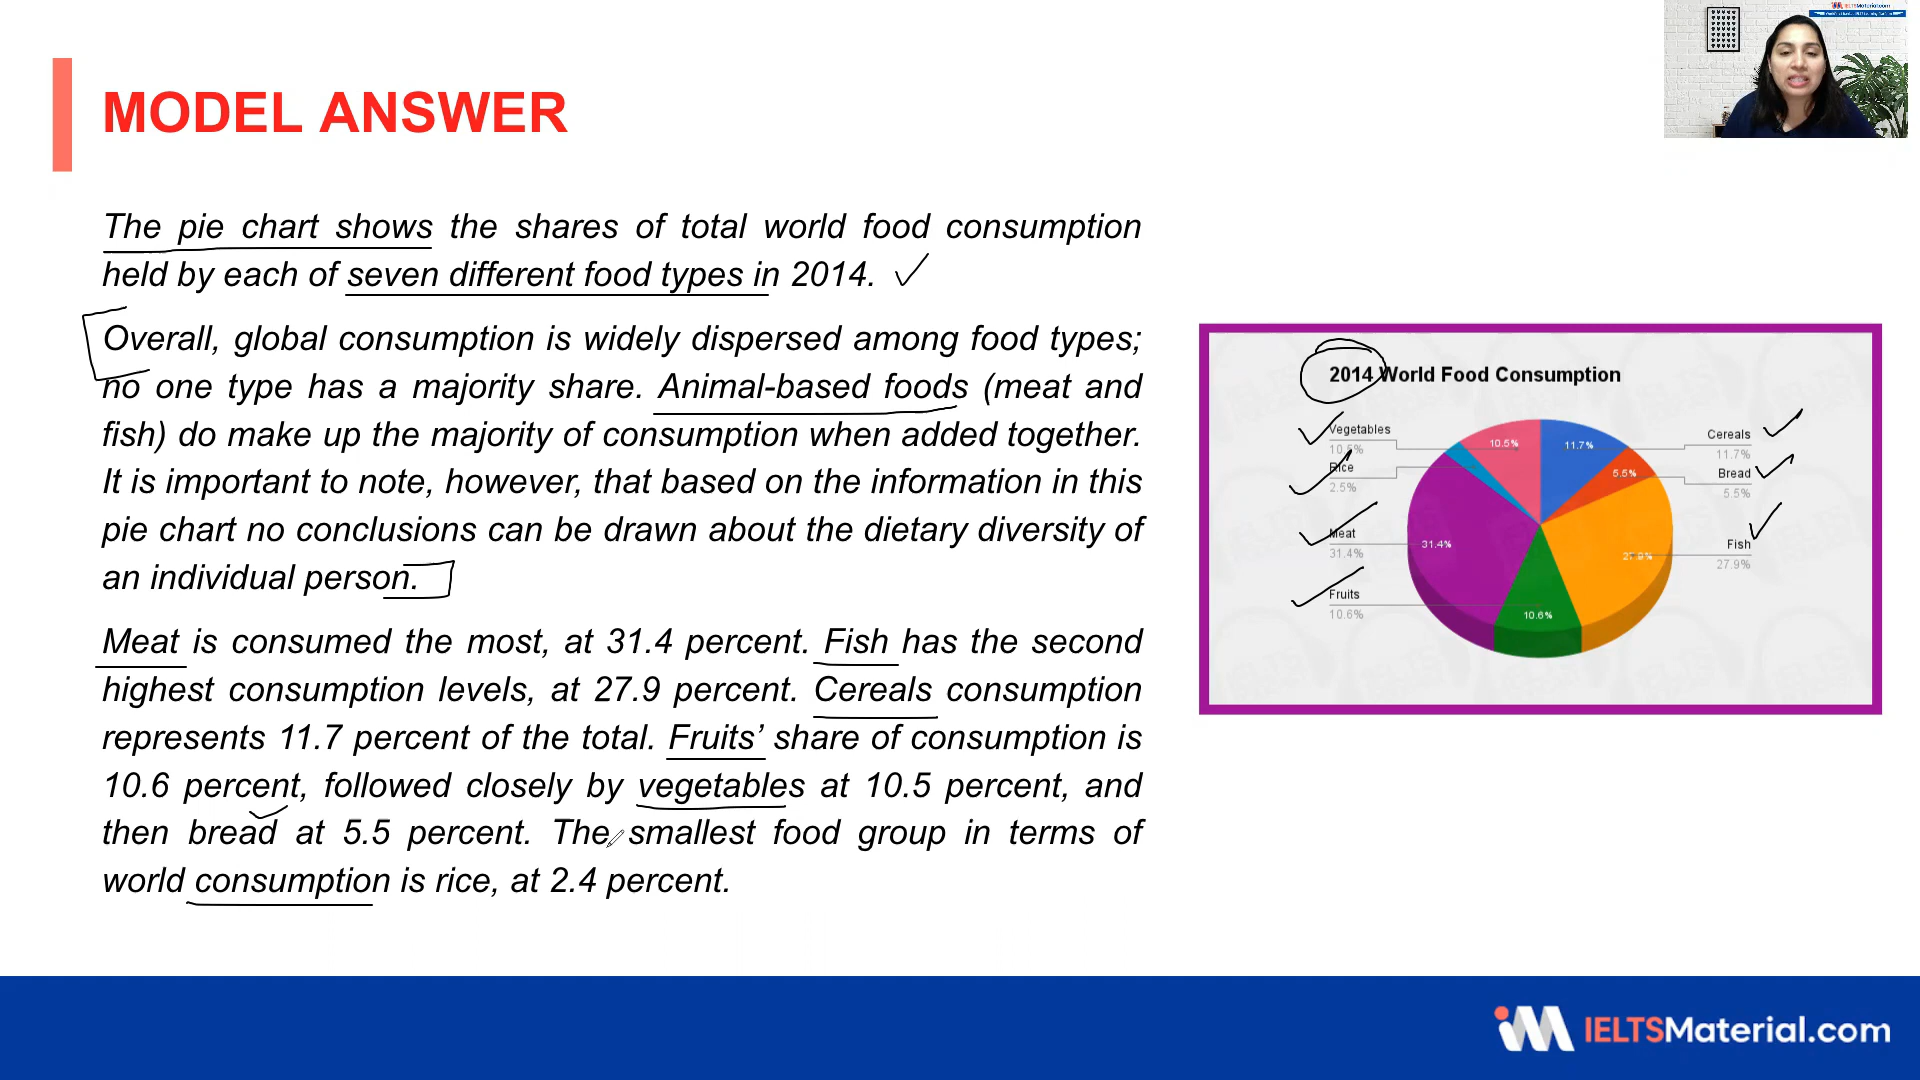 MODEL ANSWER
The pie chart shows the shares of total world food consumption
held by each of seven different food types in 2014.
Overall, global consumption is widely dispersed among food types;
no one type has a majority share. Animal-based foods (meat and
fish) do make up the majority of consumption when added together.
It is important to note, however, that based on the information in this
pie chart no conclusions can be drawn about the dietary diversity of
an individual person.
Meat is consumed the most, at 31.4 percent. Fish has the second
highest consumption levels, at 27.9 percent. Cereals consumption
represents 11.7 percent of the total. Fruits’ share of consumption is
10.6 percent, followed closely by vegetables at 10.5 percent, and
then bread at 5.5 percent. The smallest food group in terms of
world consumption is rice, at 2.4 percent.
2014 World Food Consumption
Vegetables
10.5%
Rice
2.5%
Meat
31.4%
Fruits
10.6%
10.5%
11.7%
5.5%
31.4%
27.9%
10.6%
Cereals
11.7%
Bread
5.5%
Fish
27.9%
IELTSMaterial.com
IELTSMaterial.com